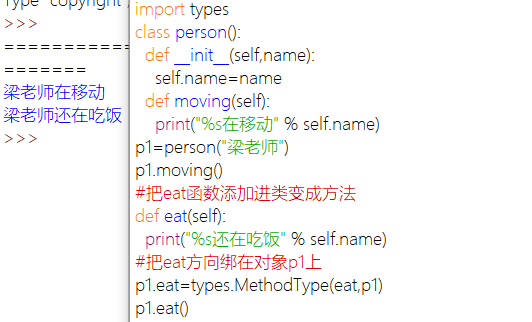 Type "copyright",
>>>
============
=======
梁老师在移动
梁老师还在吃饭
>>>
import types
class person():
  def __init__(self,name):
    self.name=name
  def moving(self):
    print("%s在移动" % self.name)
p1=person("梁老师")
p1.moving()
#把eat函数添加进类变成方法
def eat(self):
  print("%s还在吃饭" % self.name)
#把eat方向绑在对象p1上
p1.eat=types.MethodType(eat,p1)
p1.eat()